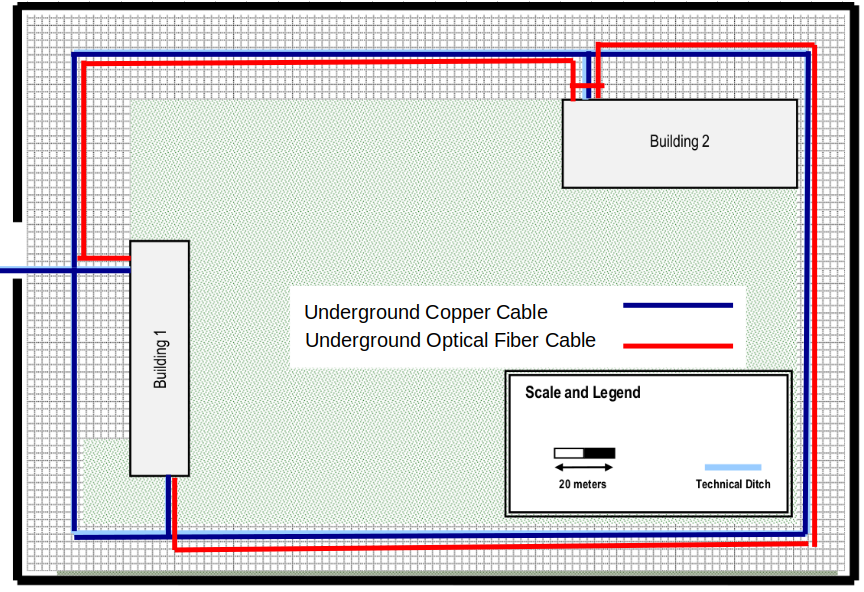 Building 2
Building 1
Underground Copper Cable
Underground Optical Fiber Cable
Scale and Legend
20 meters
Technical Ditch